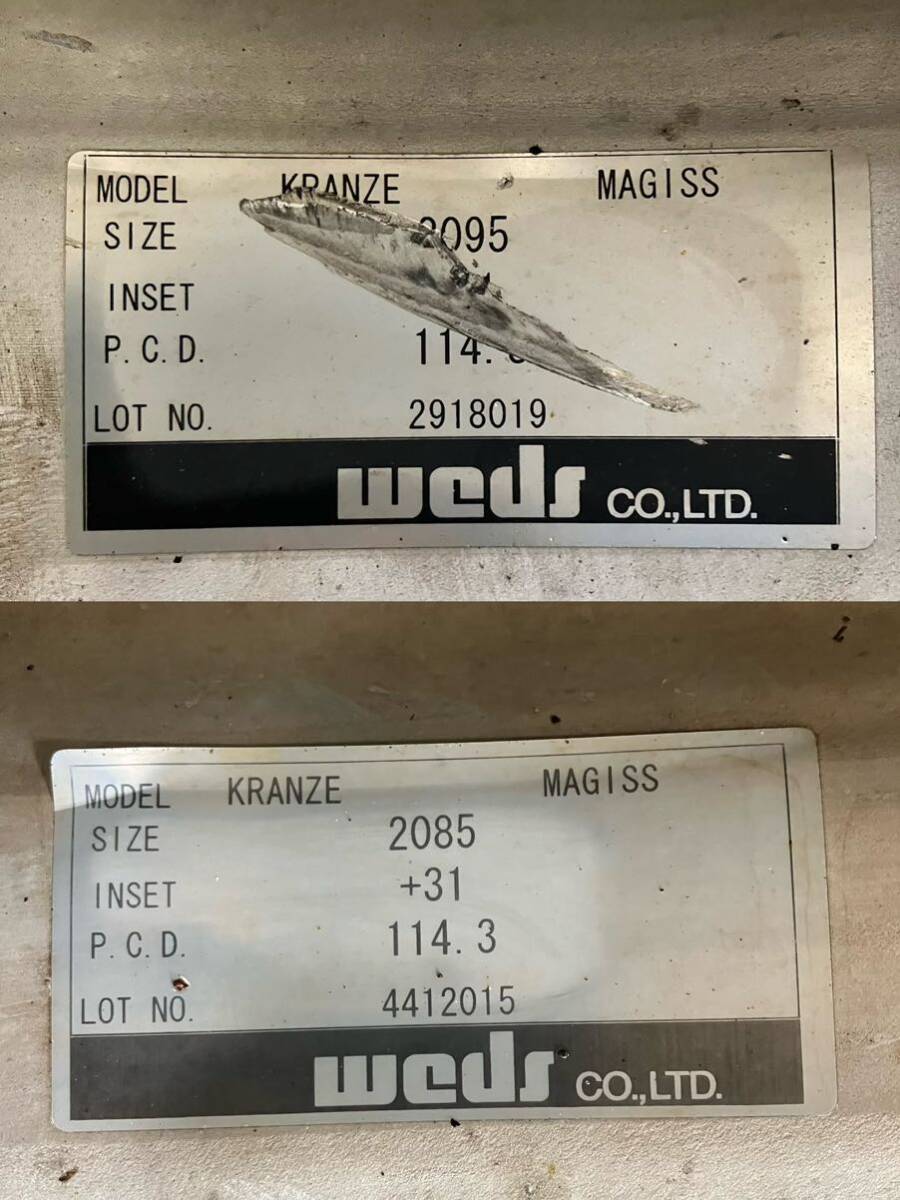 MODEL KRANZE MAGISS
SIZE 2095
INSET
P.C.D. 114.
LOT NO. 2918019
weds CO.,LTD.
MODEL KRANZE MAGISS
SIZE 2085
INSET +31
P.C.D. 114.3
LOT NO. 4412015
weds CO.,LTD.